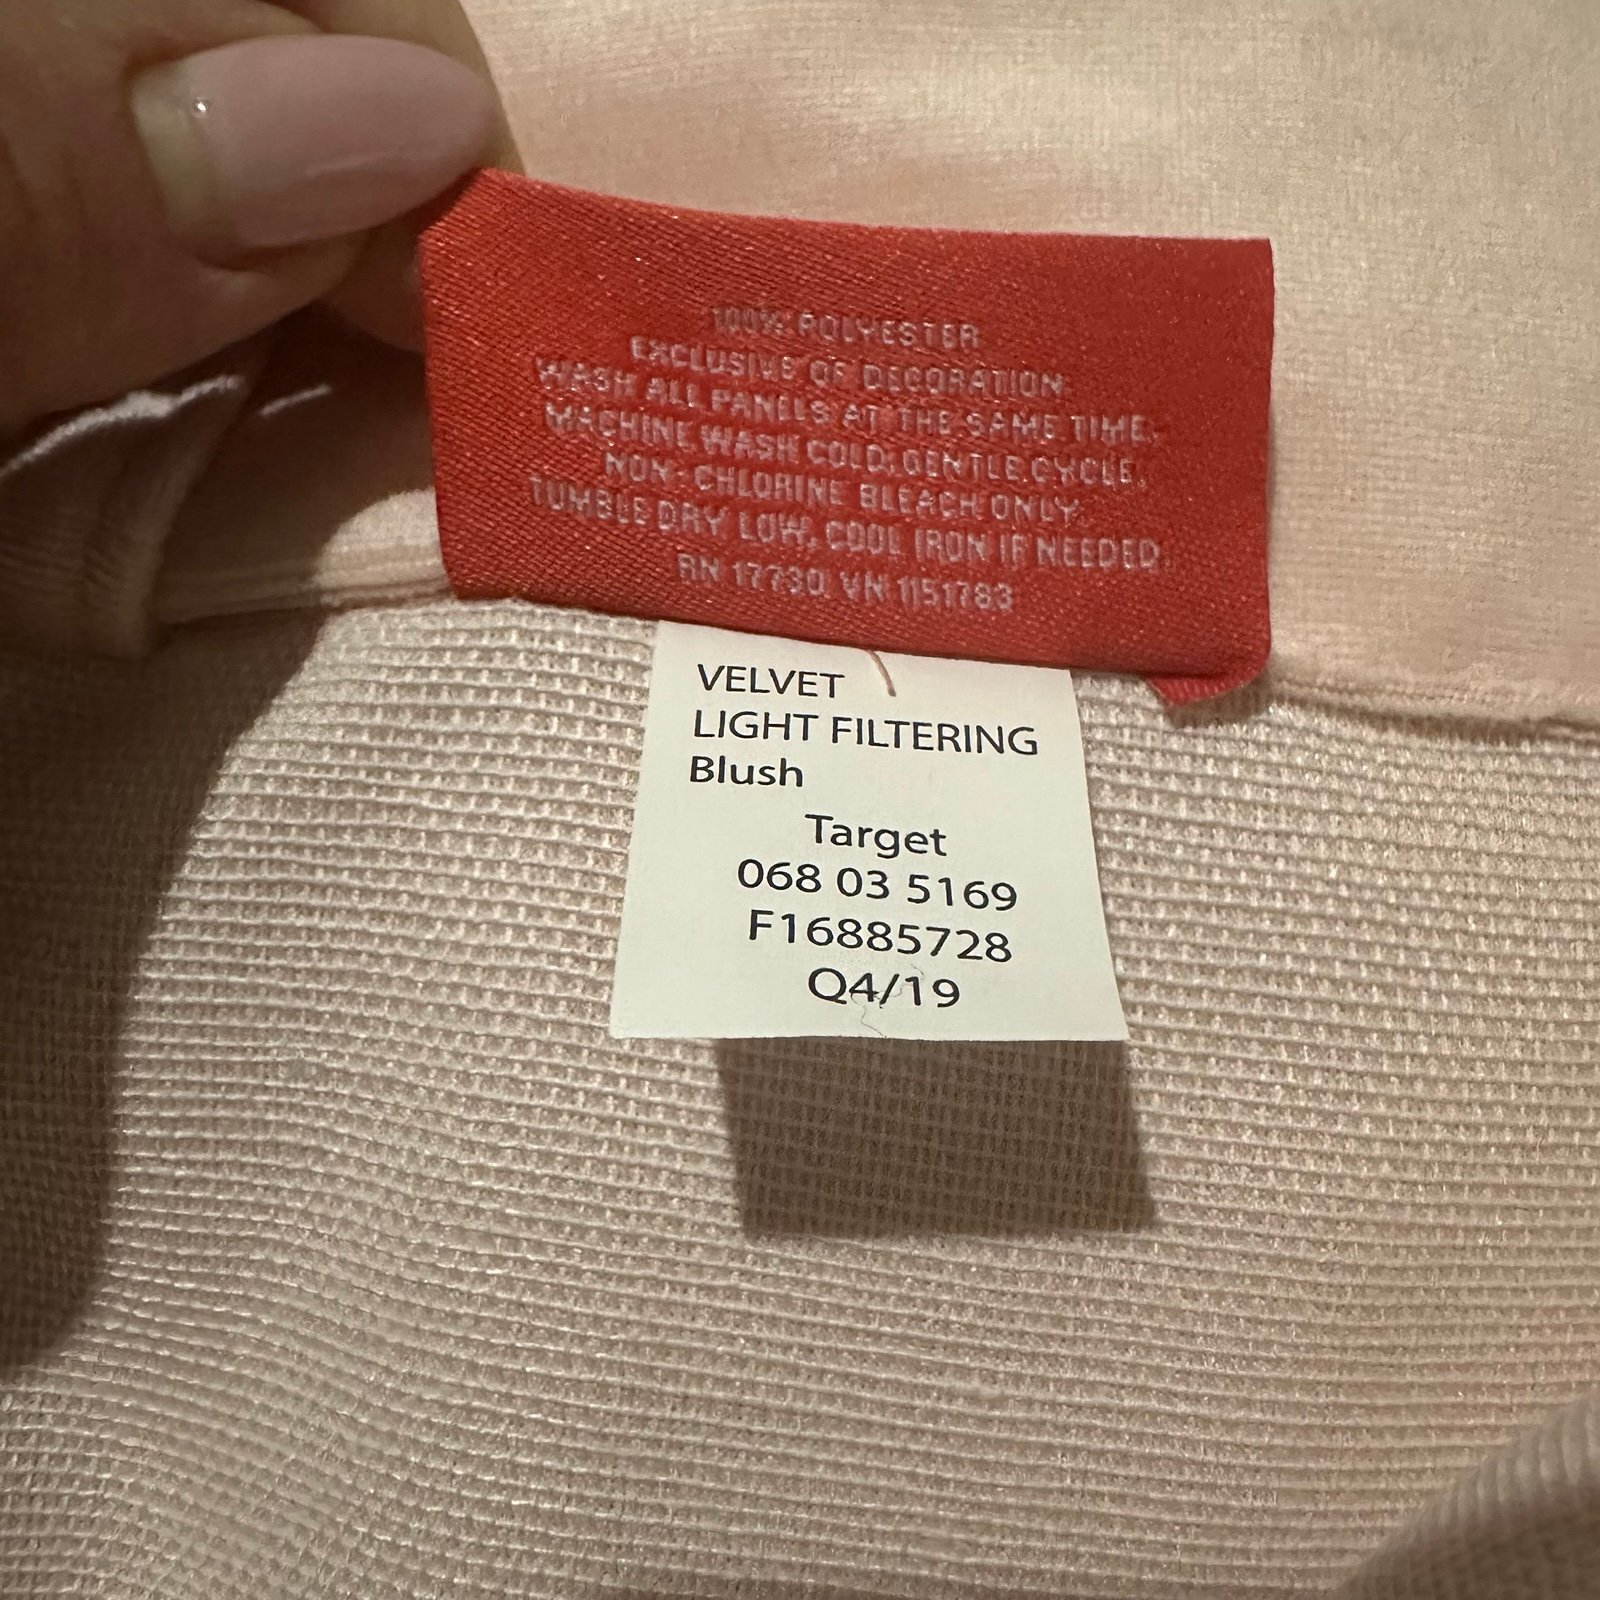 100% POLYESTER
EXCLUSIVE OF DECORATION
WASH ALL PANELS AT THE SAME TIME.
MACHINE WASH COLD, GENTLE CYCLE,
NON-CHLORINE BLEACH ONLY
TUMBLE DRY LOW, COOL IRON IF NEEDED
RN 17730 VN 1151783
VELVET
LIGHT FILTERING
Blush
Target
068 03 5169
F16885728
Q4/19